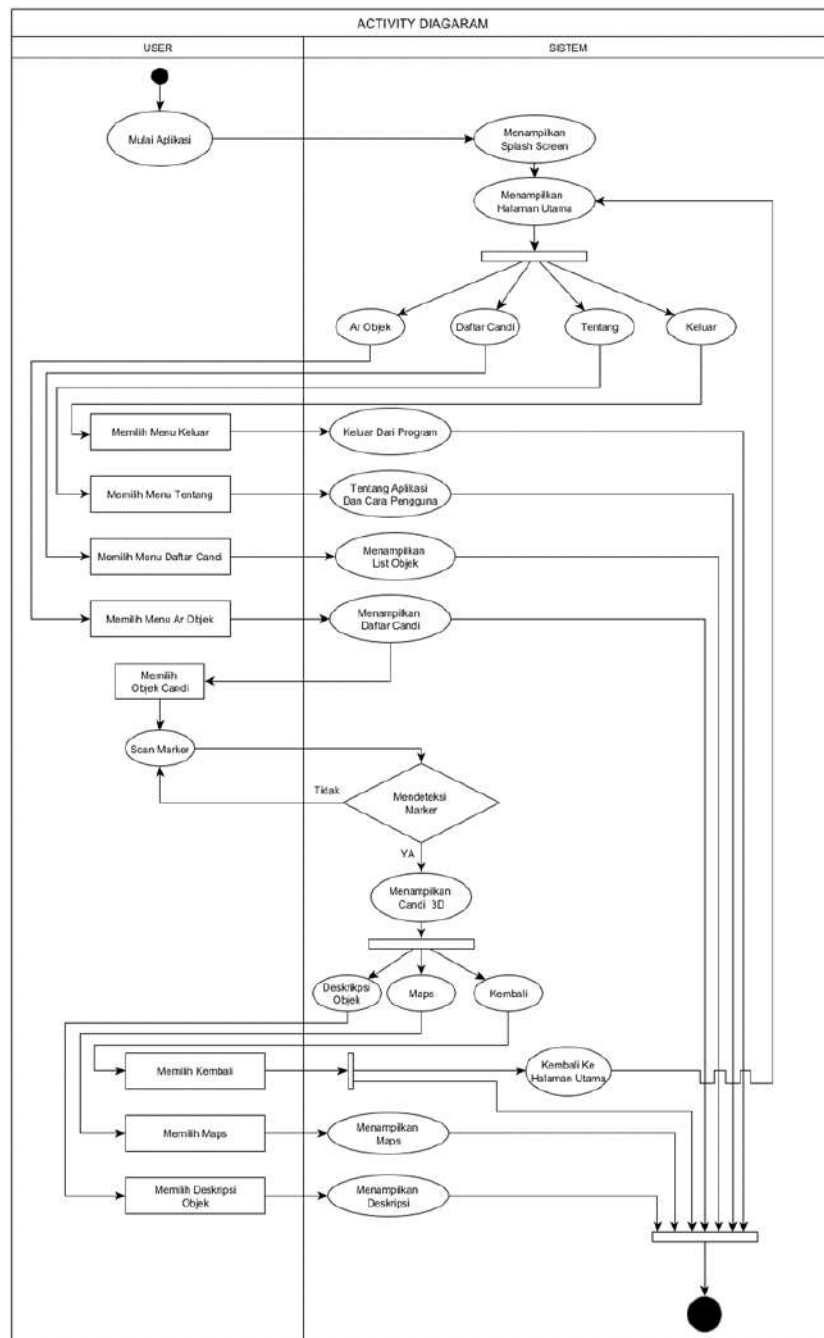 ACTIVITY DIAGARAM
USER
SISTEM
Mulai Aplikasi
Menampilkan
Splash Screen
Menampilkan
Halaman Utama
Ar Objek
Daftar Candi
Tentang
Keluar
Memilih Menu Keluar
Keluar Dari Program
Memilih Menu Tentang
Tentang Aplikasi
Dan Cara Pengguna
Memilih Menu Daftar Candi
Menampilkan
List Objek
Memilih Menu Ar Objek
Menampilkan
Daftar Candi
Memilih
Objek Candi
Scan Marker
Tidak
Mendeteksi
Marker
YA
Menampilkan
Candi 3D
Deskrikpsi
Objek
Maps
Kembali
Memilih Kembali
Kembali Ke
Halaman Utama
Memilih Maps
Menampilkan
Maps
Memilih Deskripsi
Objek
Menampilkan
Deskripsi